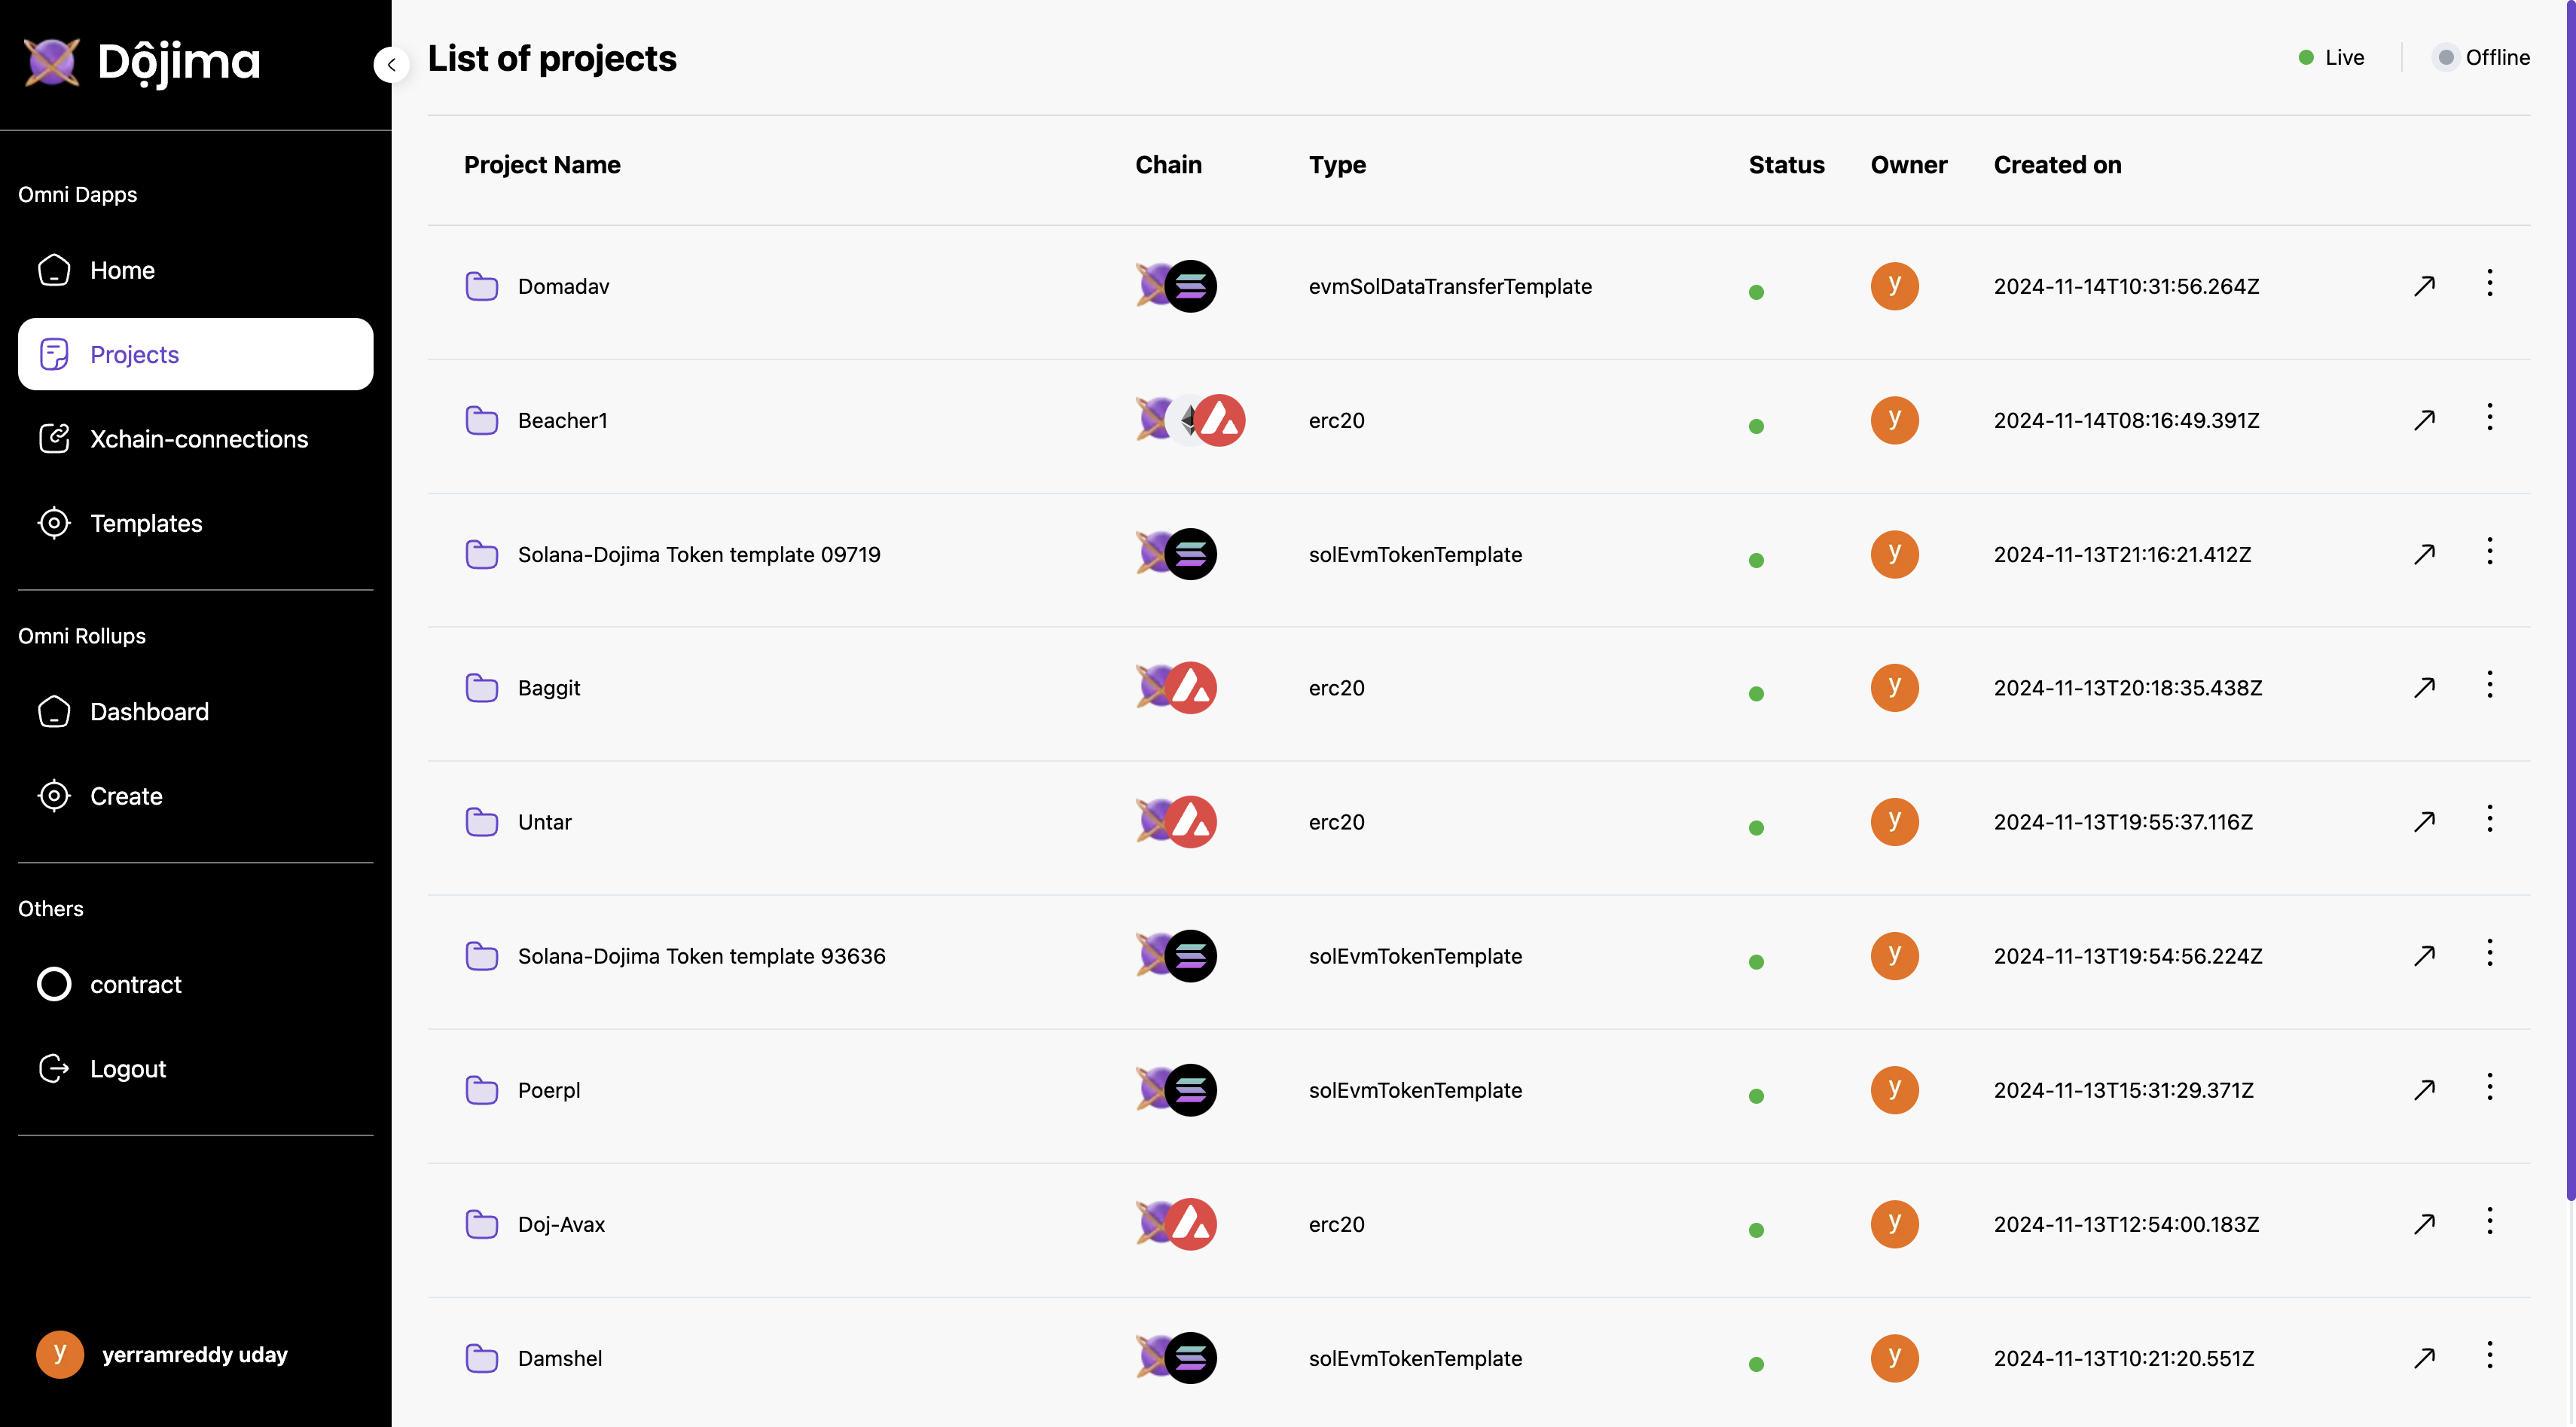 Dộjima
Omni Dapps
Home
Projects
Xchain-connections
Templates
Omni Rollups
Dashboard
Create
Others
contract
Logout
y yerramreddy uday
List of projects
Live Offline
Project Name Chain Type Status Owner Created on
Domadav evmSolDataTransferTemplate y 2024-11-14T10:31:56.264Z
Beacher1 erc20 y 2024-11-14T08:16:49.391Z
Solana-Dojima Token template 09719 solEvmTokenTemplate y 2024-11-13T21:16:21.412Z
Baggit erc20 y 2024-11-13T20:18:35.438Z
Untar erc20 y 2024-11-13T19:55:37.116Z
Solana-Dojima Token template 93636 solEvmTokenTemplate y 2024-11-13T19:54:56.224Z
Poerpl solEvmTokenTemplate y 2024-11-13T15:31:29.371Z
Doj-Avax erc20 y 2024-11-13T12:54:00.183Z
Damshel solEvmTokenTemplate y 2024-11-13T10:21:20.551Z